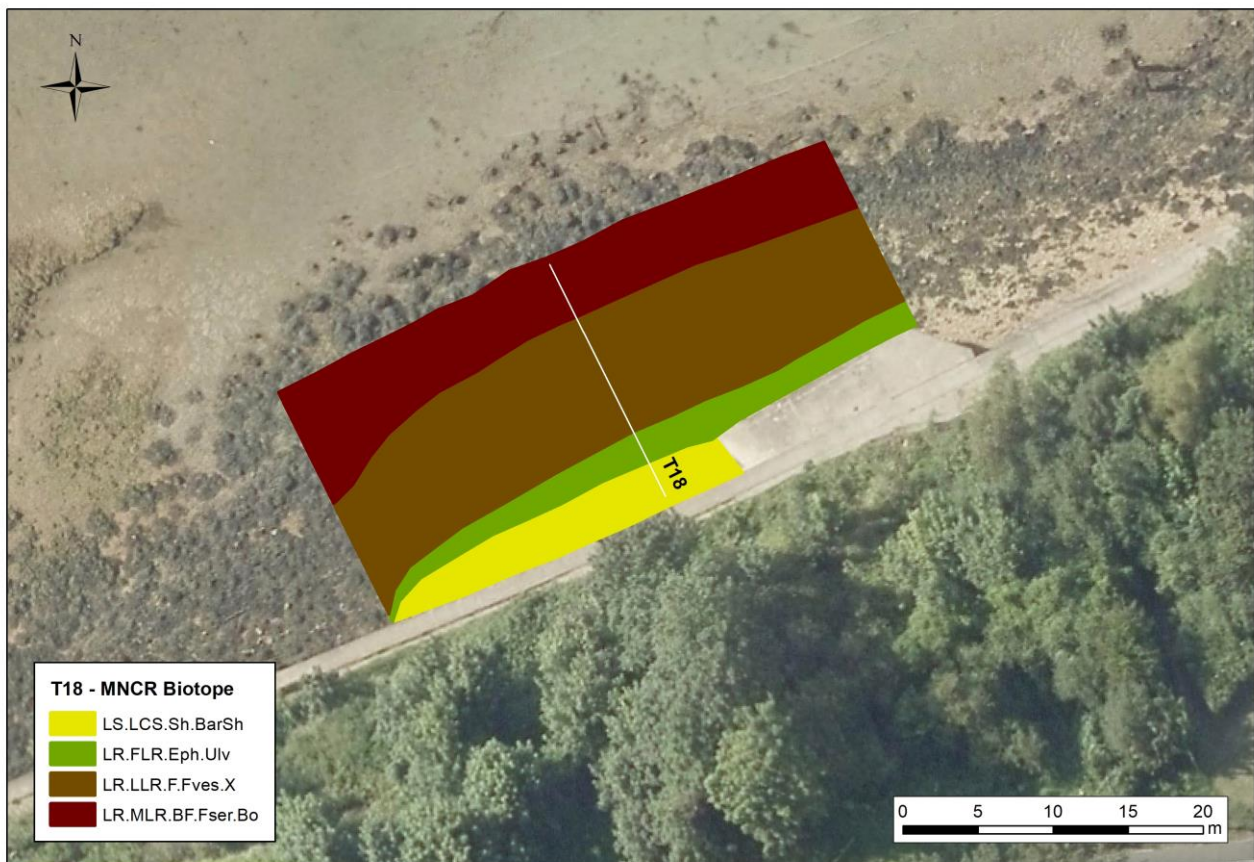 N
T18
T18 - MNCR Biotope
LS.LCS.Sh.BarSh
LR.FLR.Eph.Ulv
LR.LLR.F.Fves.X
LR.MLR.BF.Fser.Bo
0 5 10 15 20
m